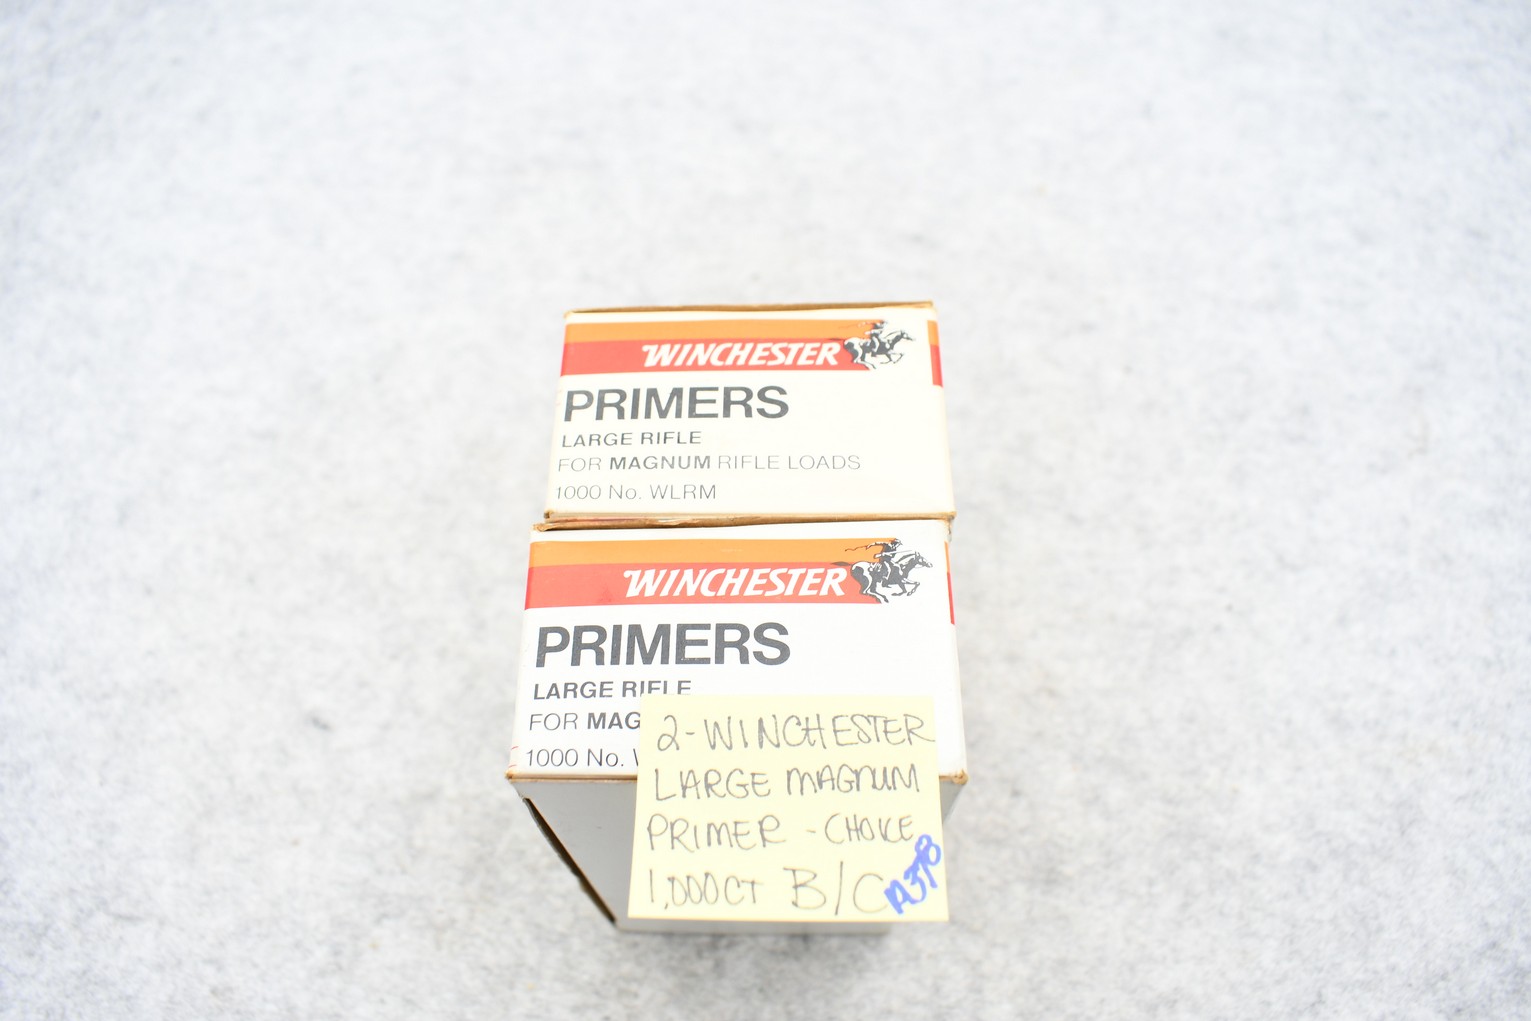 WINCHESTER
PRIMERS
LARGE RIFLE
FOR MAGNUM RIFLE LOADS
1000 No. WLRM
WINCHESTER
PRIMERS
LARGE RIFLE
FOR MAG
1000 No. W
2-WINCHESTER
LARGE MAGNUM
PRIMER - CHOICE
1,000CT B/C